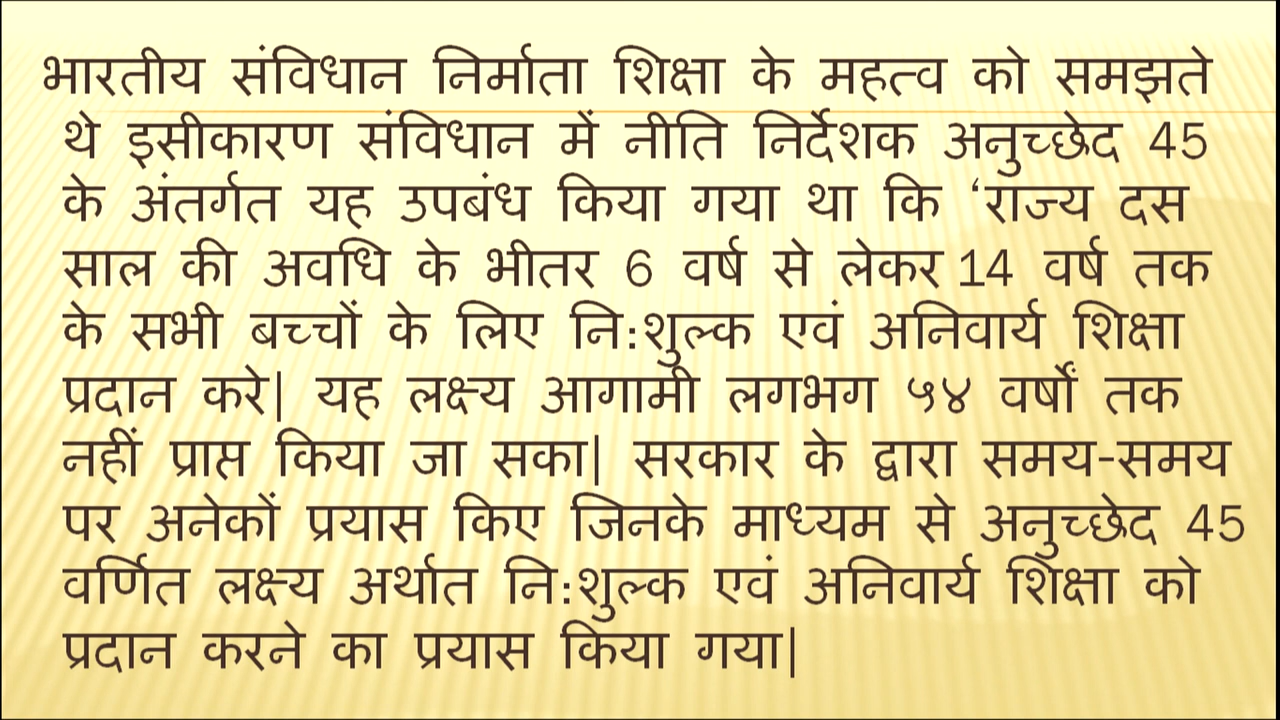 भारतीय संविधान निर्माता शिक्षा के महत्व को समझते
थे इसीकारण संविधान में नीति निर्देशक अनुच्छेद 45
के अंतर्गत यह उपबंध किया गया था कि ‘राज्य दस
साल की अवधि के भीतर 6 वर्ष से लेकर 14 वर्ष तक
के सभी बच्चों के लिए नि:शुल्क एवं अनिवार्य शिक्षा
प्रदान करे| यह लक्ष्य आगामी लगभग ५४ वर्षों तक
नहीं प्राप्त किया जा सका| सरकार के द्वारा समय-समय
पर अनेकों प्रयास किए जिनके माध्यम से अनुच्छेद 45
वर्णित लक्ष्य अर्थात नि:शुल्क एवं अनिवार्य शिक्षा को
प्रदान करने का प्रयास किया गया|